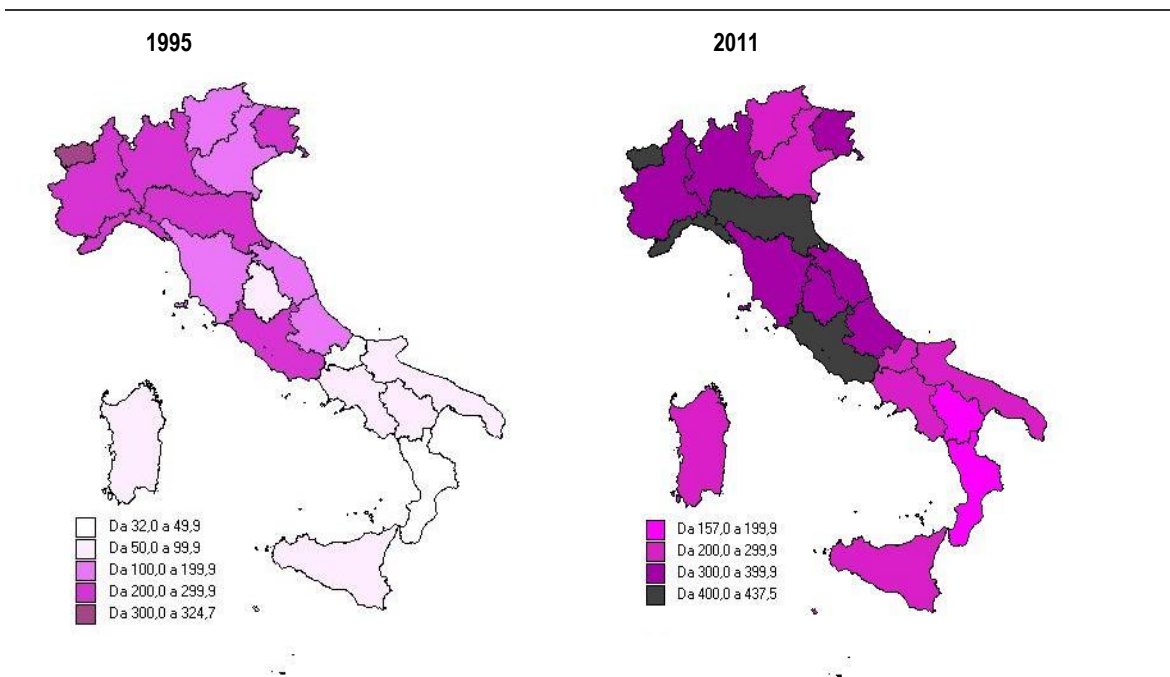 1995
2011
Da 32,0 a 49,9
Da 50,0 a 99,9
Da 100,0 a 199,9
Da 200,0 a 299,9
Da 300,0 a 324,7
Da 157,0 a 199,9
Da 200,0 a 299,9
Da 300,0 a 399,9
Da 400,0 a 437,5